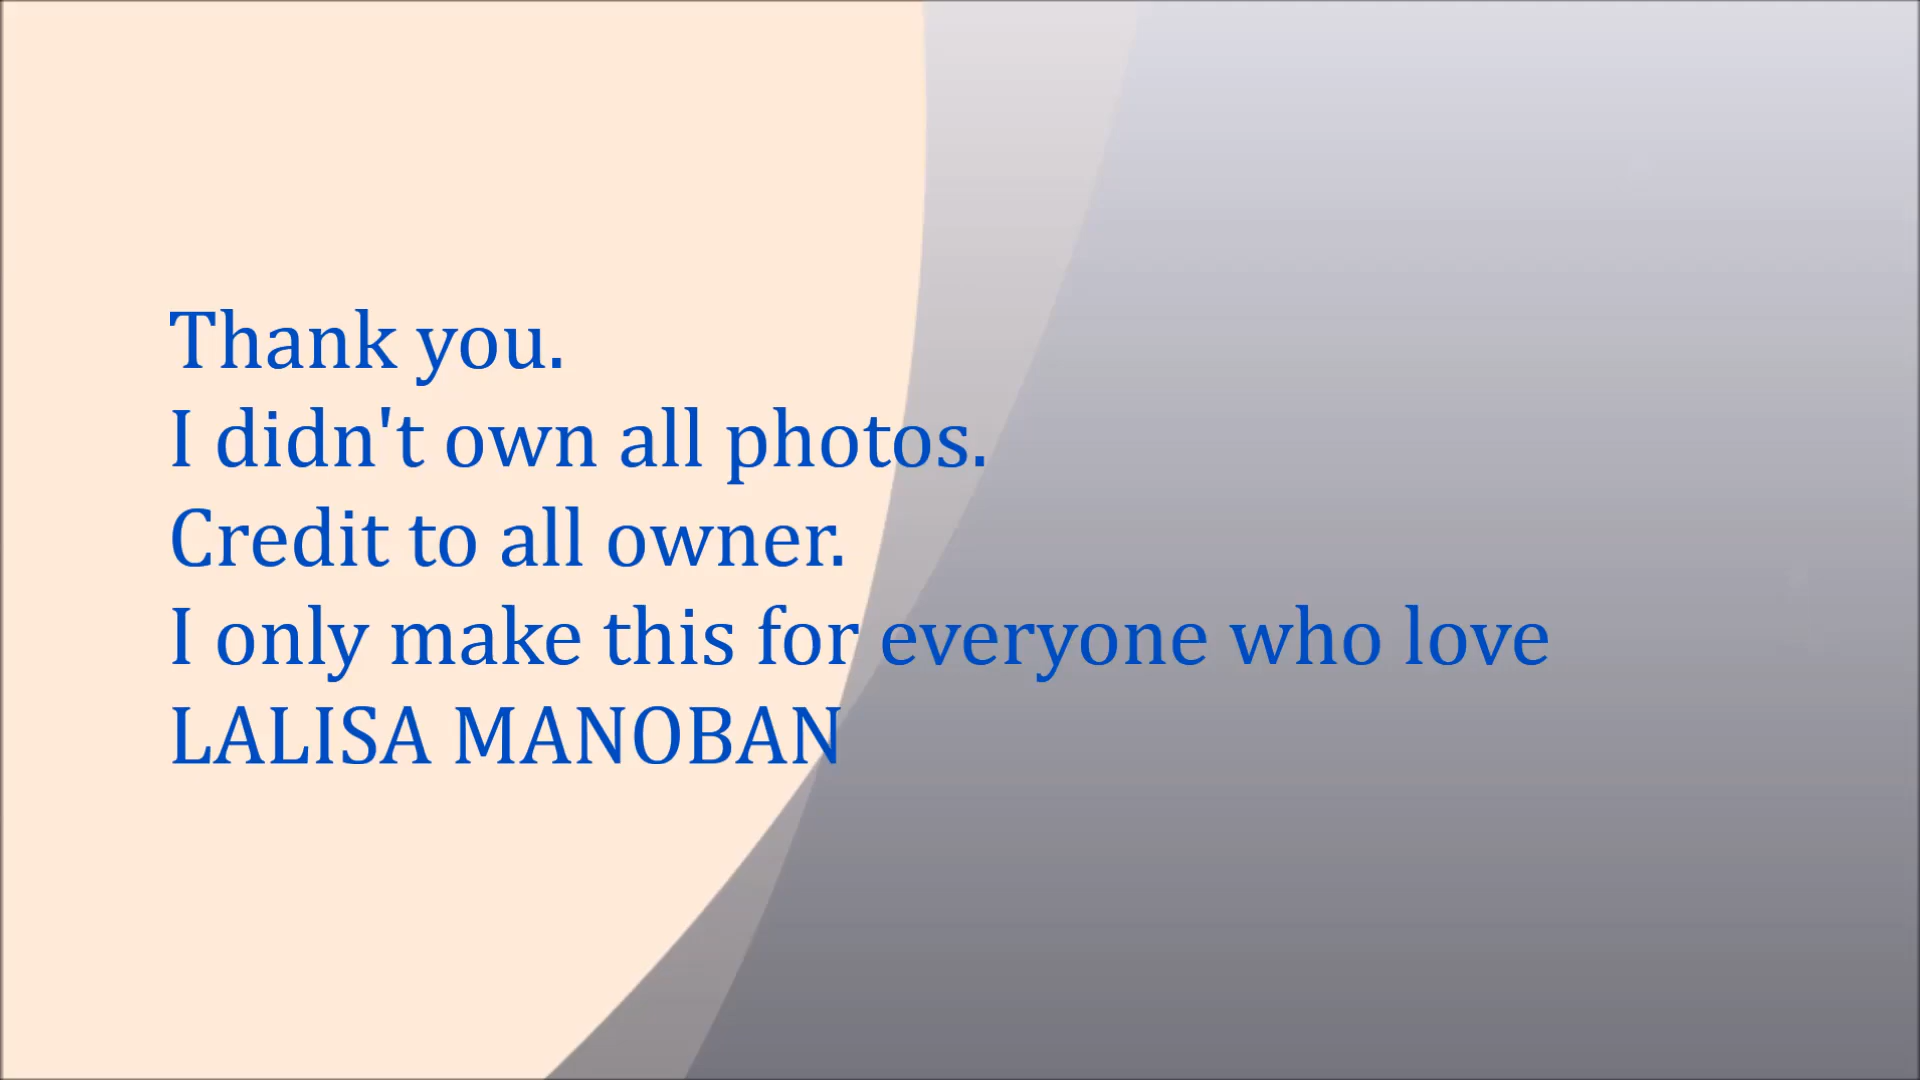 Thank you.
I didn't own all photos.
Credit to all owner.
I only make this for everyone who love
LALISA MANOBAN